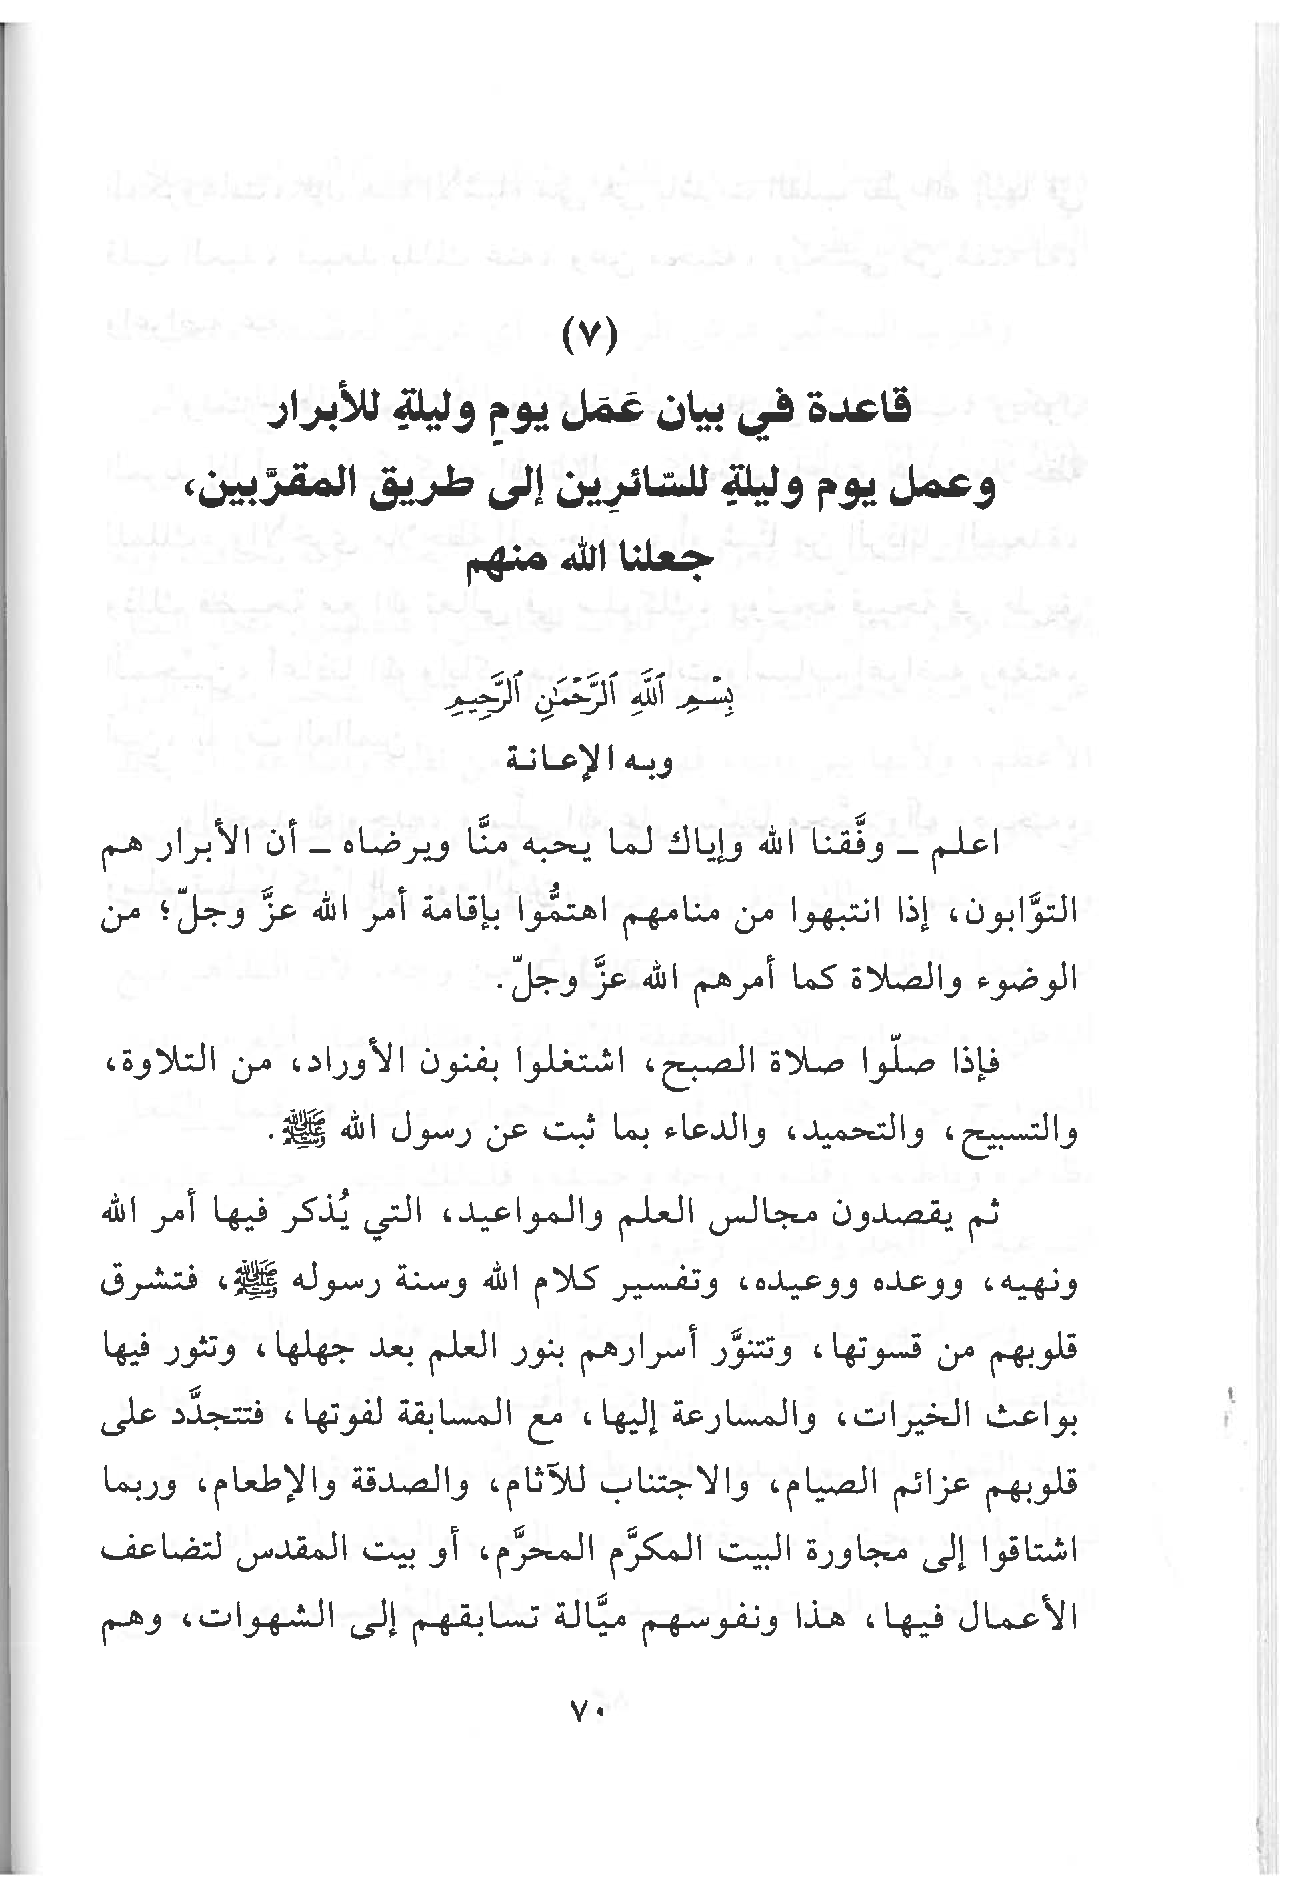 (٧)
قاعدة في بيان عَمَل يومِ وليلةِ للأبرار
وعمل يوم وليلةِ للسّائرِين إلى طريق المقرَّبين،
جعلنا الله منهم
بِسْمِ ٱللَّهِ ٱلرَّحْمَٰنِ ٱلرَّحِيمِ
وبه الإعانة
اعلم ـ وفَّقنا الله وإياك لما يحبه منَّا ويرضاه ـ أن الأبرار هم
التوَّابون، إذا انتبهوا من منامهم اهتمُّوا بإقامة أمر الله عزَّ وجلّ؛ من
الوضوء والصلاة كما أمرهم الله عزَّ وجلّ.
فإذا صلّوا صلاة الصبح، اشتغلوا بفنون الأوراد، من التلاوة،
والتسبيح، والتحميد، والدعاء بما ثبت عن رسول الله ﷺ.
ثم يقصدون مجالس العلم والمواعيد، التي يُذكر فيها أمر الله
ونهيه، ووعده ووعيده، وتفسير كلام الله وسنة رسوله ﷺ، فتشرق
قلوبهم من قسوتها، وتتنوَّر أسرارهم بنور العلم بعد جهلها، وتثور فيها
بواعث الخيرات، والمسارعة إليها، مع المسابقة لفوتها، فتتجدَّد على
قلوبهم عزائم الصيام، والاجتناب للآثام، والصدقة والإطعام، وربما
اشتاقوا إلى مجاورة البيت المكرَّم المحرَّم، أو بيت المقدس لتضاعف
الأعمال فيها، هذا ونفوسهم ميَّالة تسابقهم إلى الشهوات، وهم
٧٠